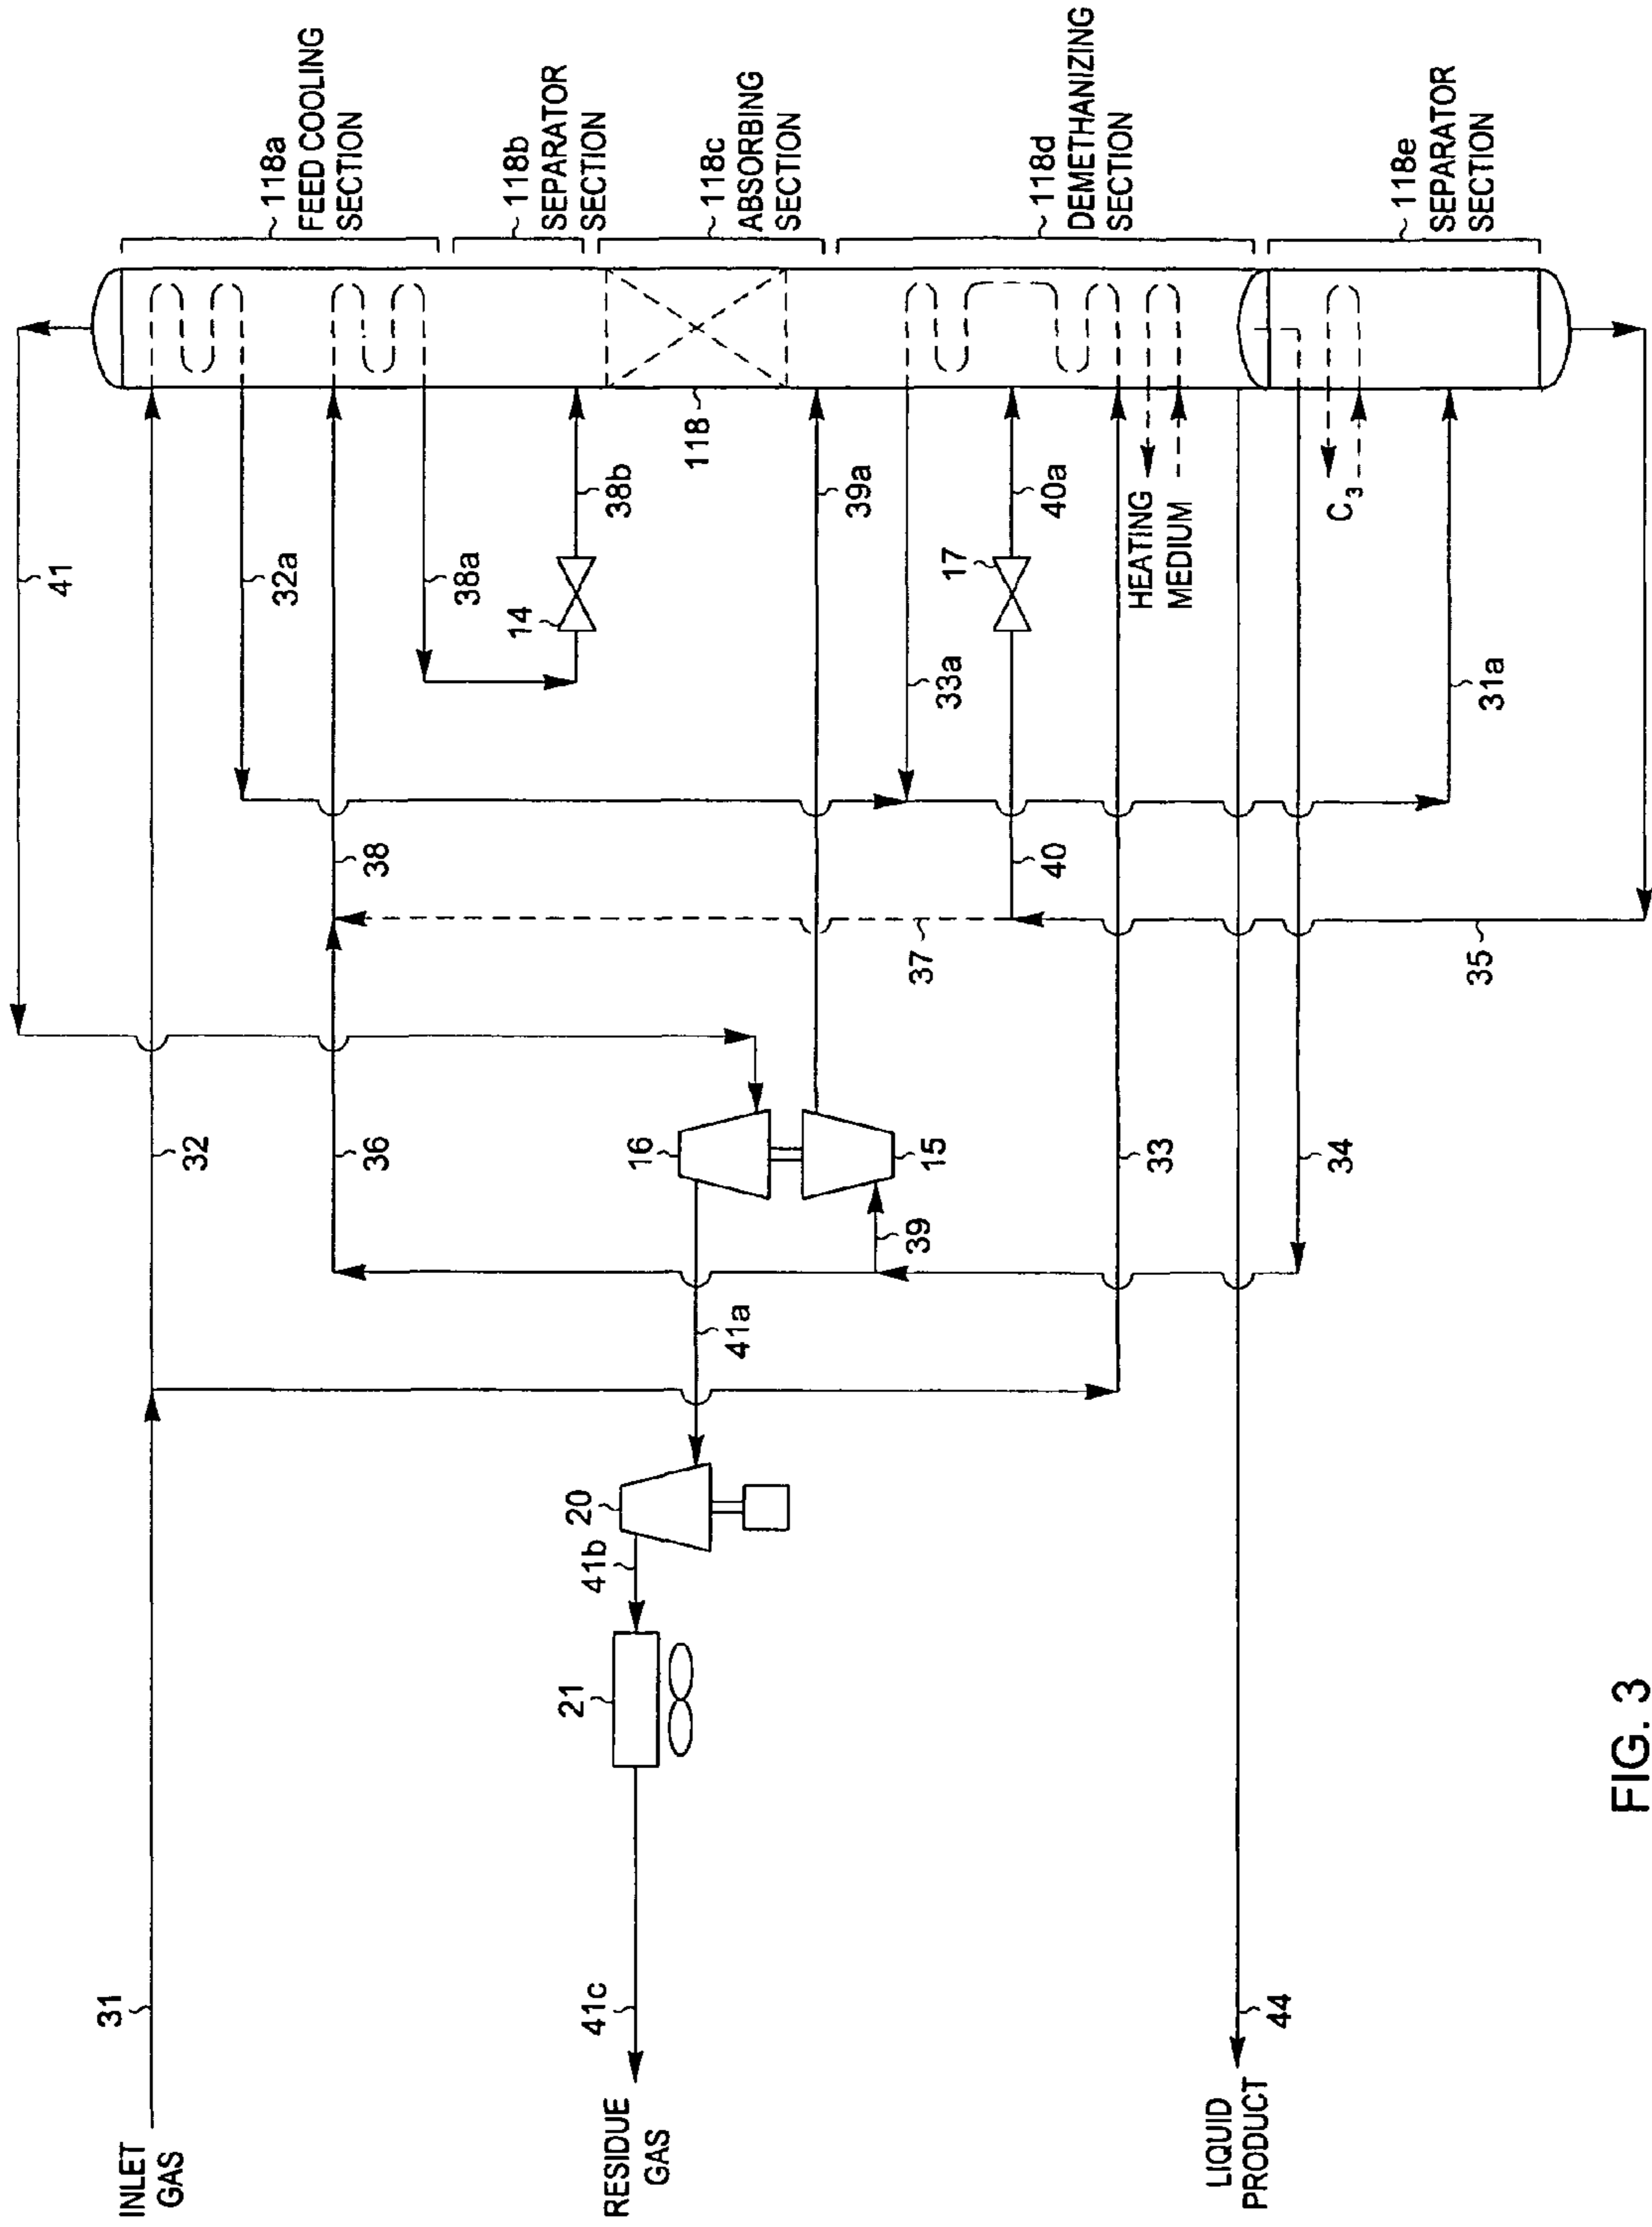 118a
FEED COOLING
SECTION
118b
SEPARATOR
SECTION
118c
ABSORBING
SECTION
118d
DEMETHANIZING
SECTION
118e
SEPARATOR
SECTION
41
32a
38a
14
38b
118
39a
33a
17
40a
HEATING
MEDIUM
C3
31a
38
37
40
35
32
36
16
15
39
33
34
41a
20
41b
21
31
41c
44
INLET
GAS
RESIDUE
GAS
LIQUID
PRODUCT
FIG. 3